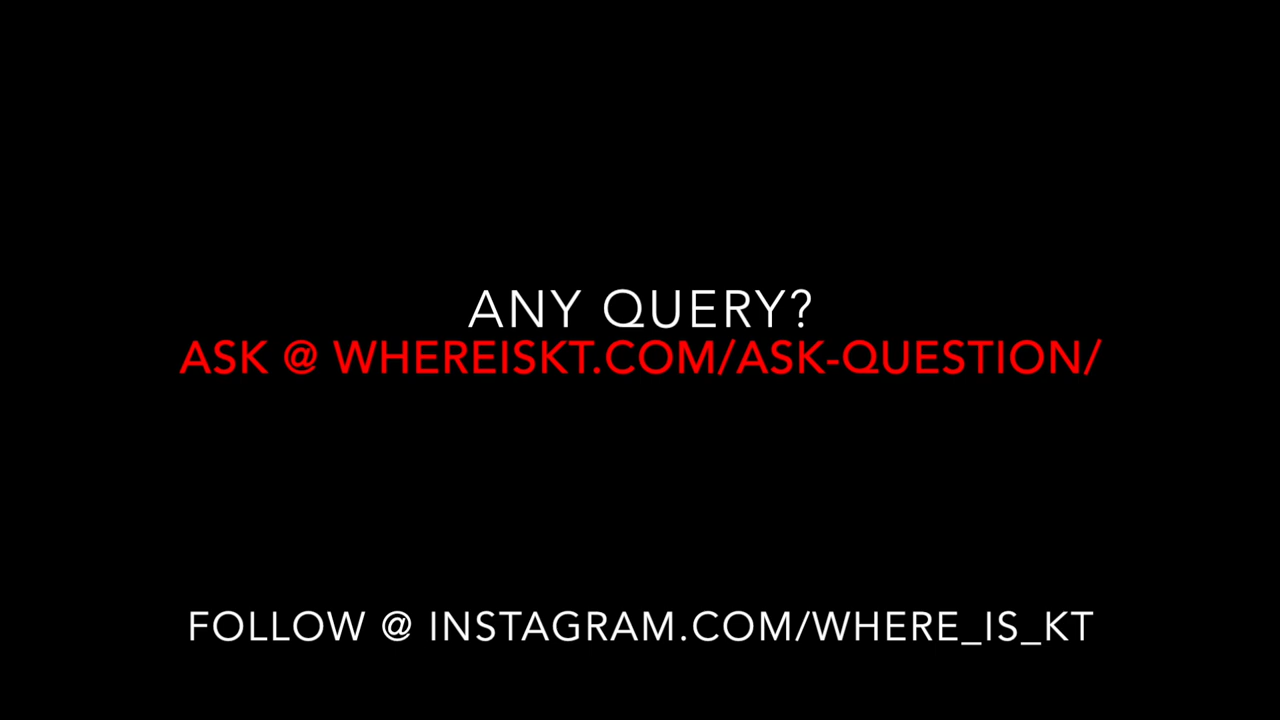 ANY QUERY?
ASK @ WHEREISKT.COM/ASK-QUESTION/
FOLLOW @ INSTAGRAM.COM/WHERE_IS_KT